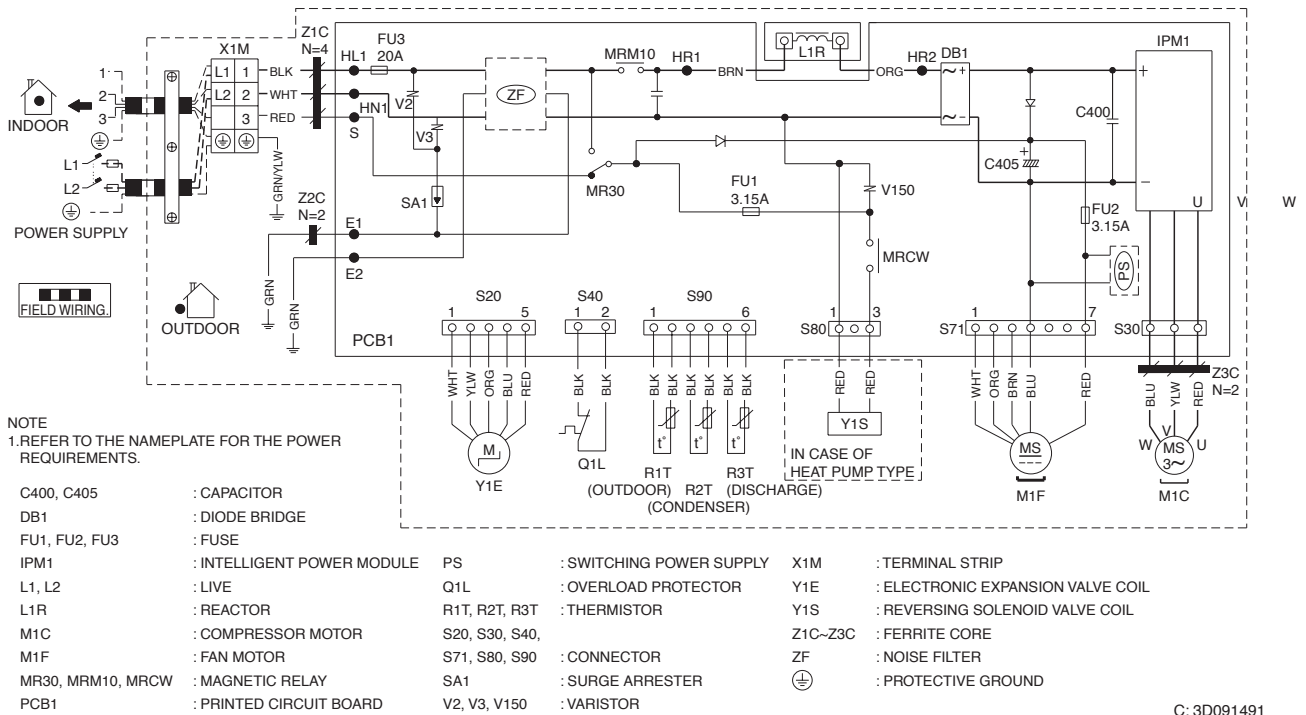 Z1C
N=4
FU3
20A
X1M
HL1
MRM10
HR1
L1R
HR2
DB1
IPM1
1
2
3
INDOOR
L1
1
BLK
L2
2
WHT
3
RED
HN1
S
V2
V3
ZF
BRN
ORG
~ +
~ −
+
−
C400
C405
+
L1
L2
POWER SUPPLY
GRN/YLW
SA1
MR30
FU1
3.15A
V150
MRCW
FU2
3.15A
PS
U
V
W
Z2C
N=2
E1
E2
GRN
GRN
FIELD WIRING.
OUTDOOR
PCB1
S20
1
5
S40
1
2
S90
1
6
S80
1
3
S71
1
7
S30
WHT
YLW
ORG
BLU
RED
BLK
BLK
BLK
BLK
BLK
BLK
BLK
BLK
RED
RED
WHT
ORG
BRN
BLU
RED
BLU
YLW
RED
Z3C
N=2
M
Y1E
Q1L
t°
t°
t°
R1T
(OUTDOOR)
R2T
(CONDENSER)
R3T
(DISCHARGE)
Y1S
IN CASE OF
HEAT PUMP TYPE
MS
M1F
W
V
U
MS
3~
M1C
NOTE
1.REFER TO THE NAMEPLATE FOR THE POWER
REQUIREMENTS.
C400, C405 : CAPACITOR
DB1 : DIODE BRIDGE
FU1, FU2, FU3 : FUSE
IPM1 : INTELLIGENT POWER MODULE
L1, L2 : LIVE
L1R : REACTOR
M1C : COMPRESSOR MOTOR
M1F : FAN MOTOR
MR30, MRM10, MRCW : MAGNETIC RELAY
PCB1 : PRINTED CIRCUIT BOARD
PS : SWITCHING POWER SUPPLY
Q1L : OVERLOAD PROTECTOR
R1T, R2T, R3T : THERMISTOR
S20, S30, S40,
S71, S80, S90 : CONNECTOR
SA1 : SURGE ARRESTER
V2, V3, V150 : VARISTOR
X1M : TERMINAL STRIP
Y1E : ELECTRONIC EXPANSION VALVE COIL
Y1S : REVERSING SOLENOID VALVE COIL
Z1C~Z3C : FERRITE CORE
ZF : NOISE FILTER
: PROTECTIVE GROUND
C: 3D091491